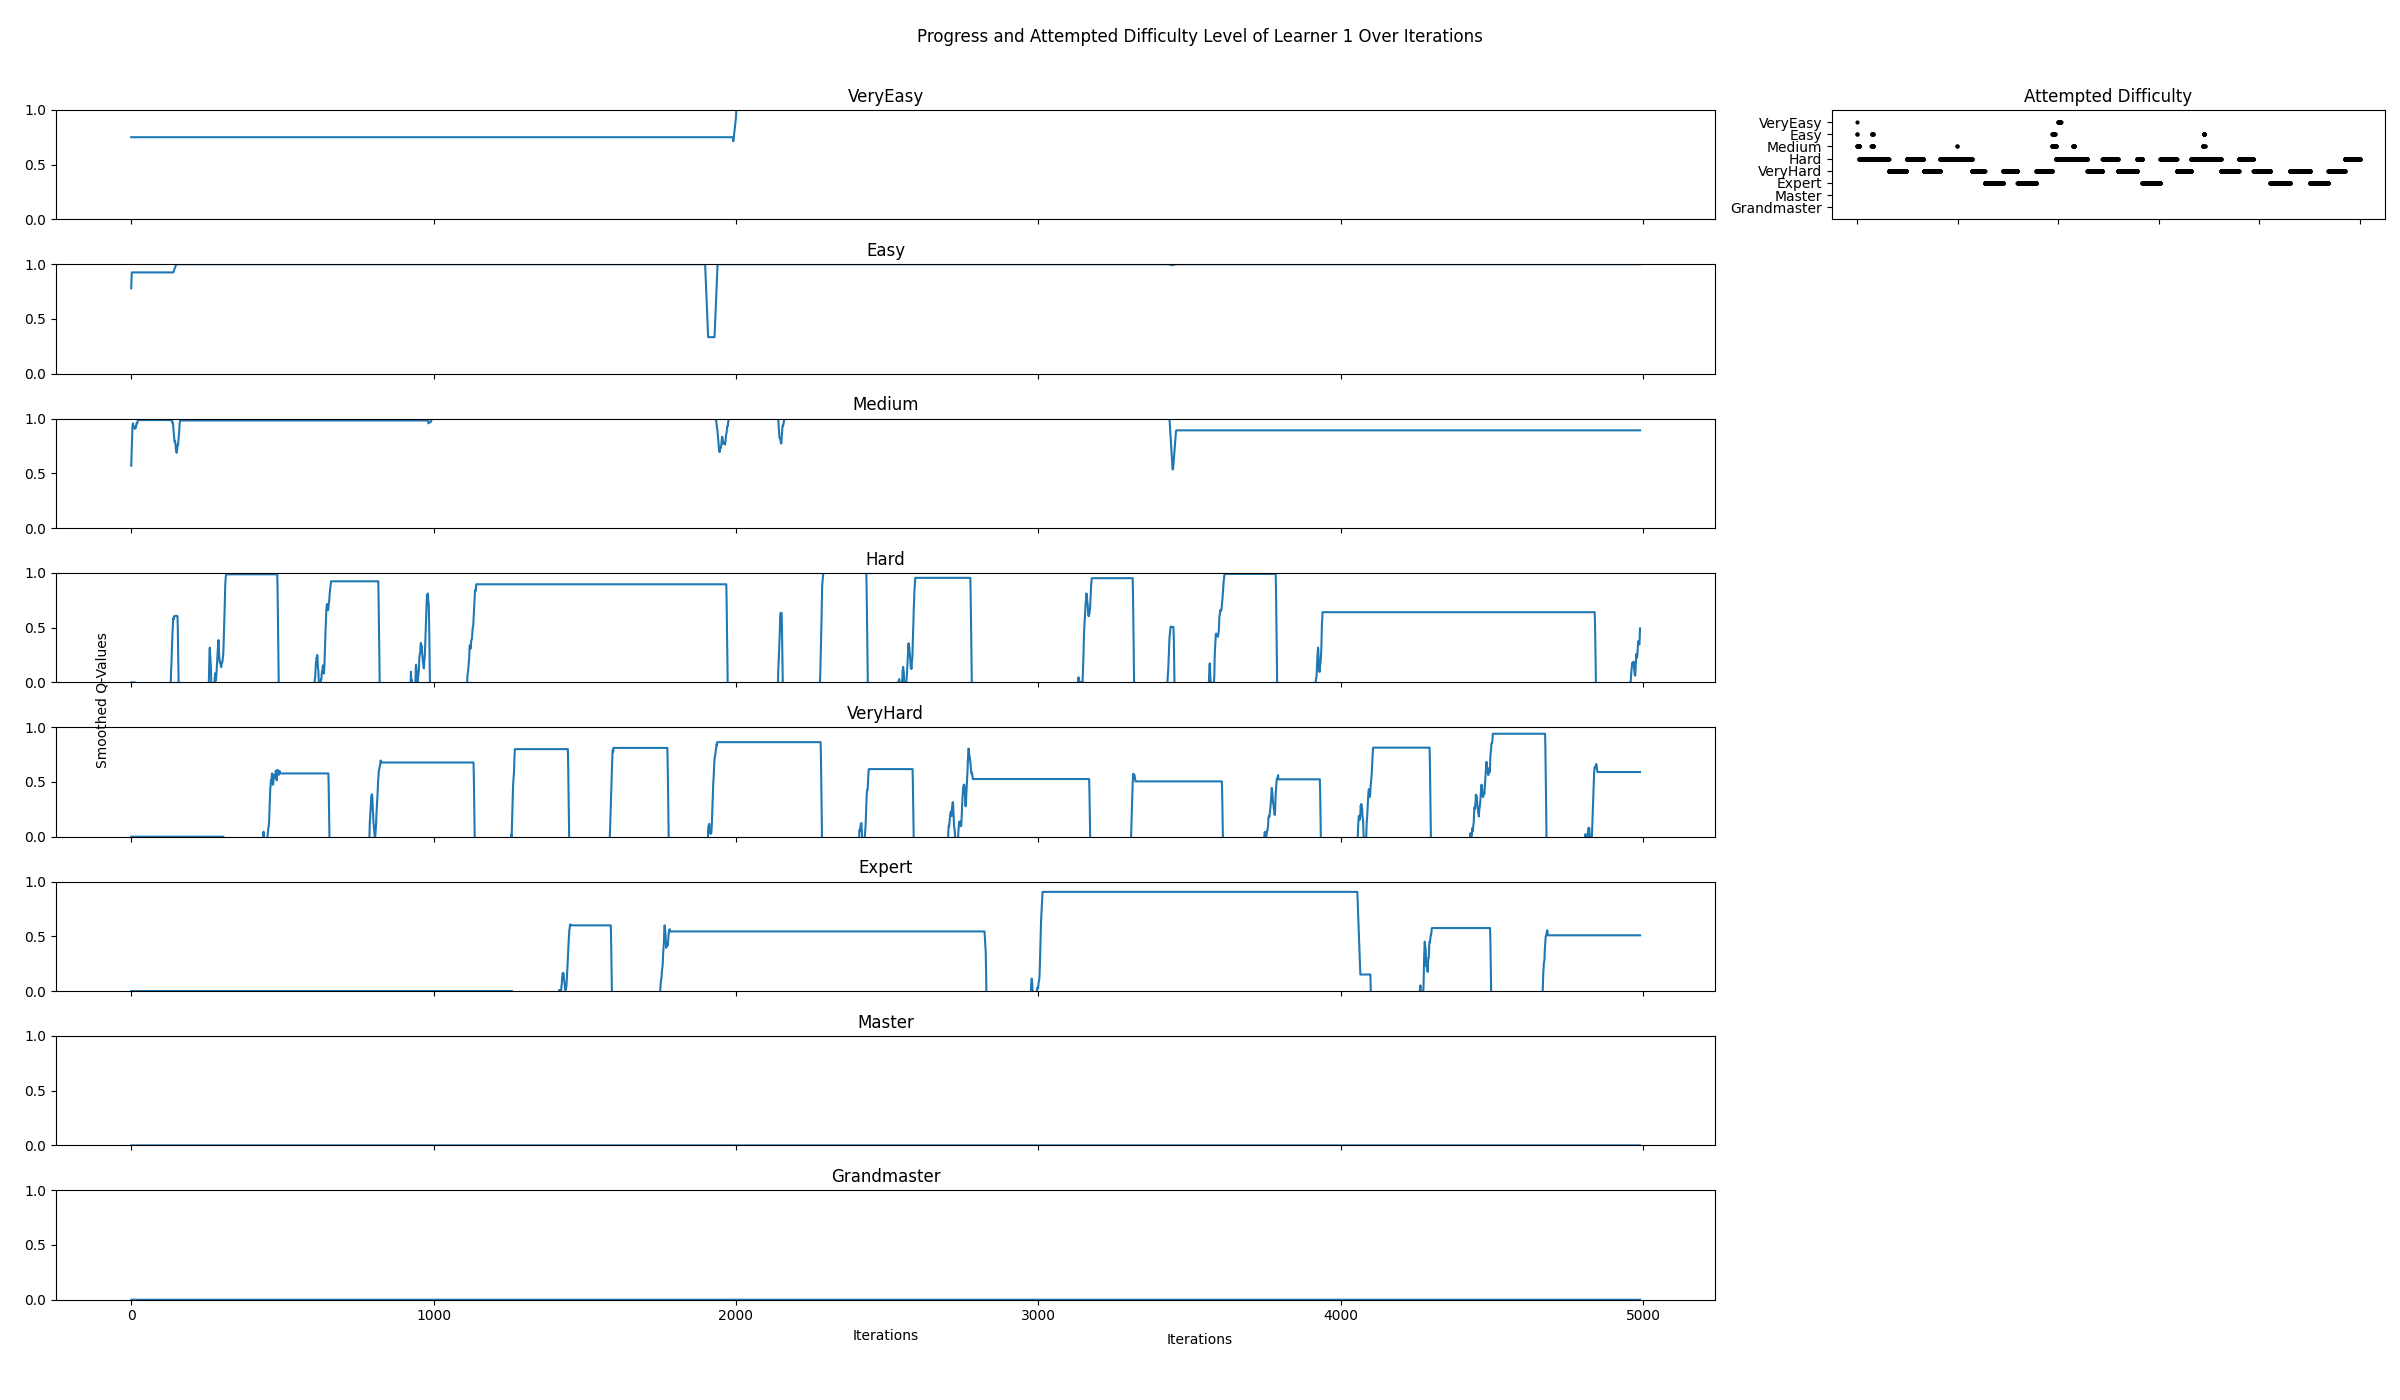 Progress and Attempted Difficulty Level of Learner 1 Over Iterations
VeryEasy
1.0
0.5
0.0
Easy
1.0
0.5
0.0
Medium
1.0
0.5
0.0
Hard
1.0
0.5
0.0
Smoothed Q-Values
VeryHard
1.0
0.5
0.0
Expert
1.0
0.5
0.0
Master
1.0
0.5
0.0
Grandmaster
1.0
0.5
0.0
0 1000 2000 3000 4000 5000
Iterations
Iterations
Attempted Difficulty
VeryEasy
Easy
Medium
Hard
VeryHard
Expert
Master
Grandmaster